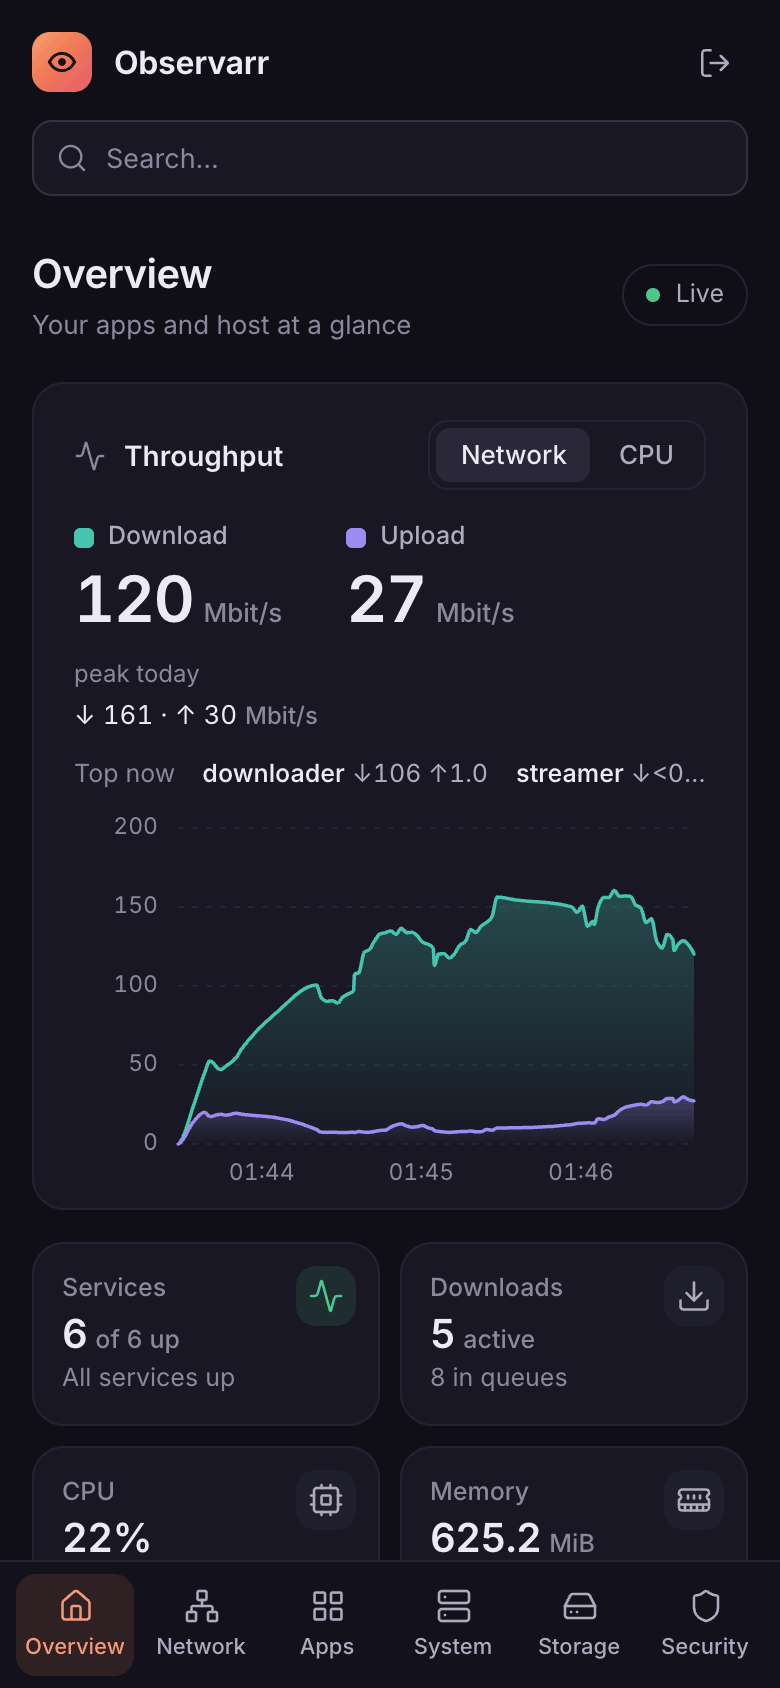 Observarr
Search...
Overview
Your apps and host at a glance
Live
Throughput
Network CPU
Download Upload
120 Mbit/s 27 Mbit/s
peak today
↓ 161 · ↑ 30 Mbit/s
Top now downloader ↓106 ↑1.0 streamer ↓<0...
200
150
100
50
0
01:44 01:45 01:46
Services
6 of 6 up
All services up
Downloads
5 active
8 in queues
CPU
22%
Memory
625.2 MiB
Overview Network Apps System Storage Security